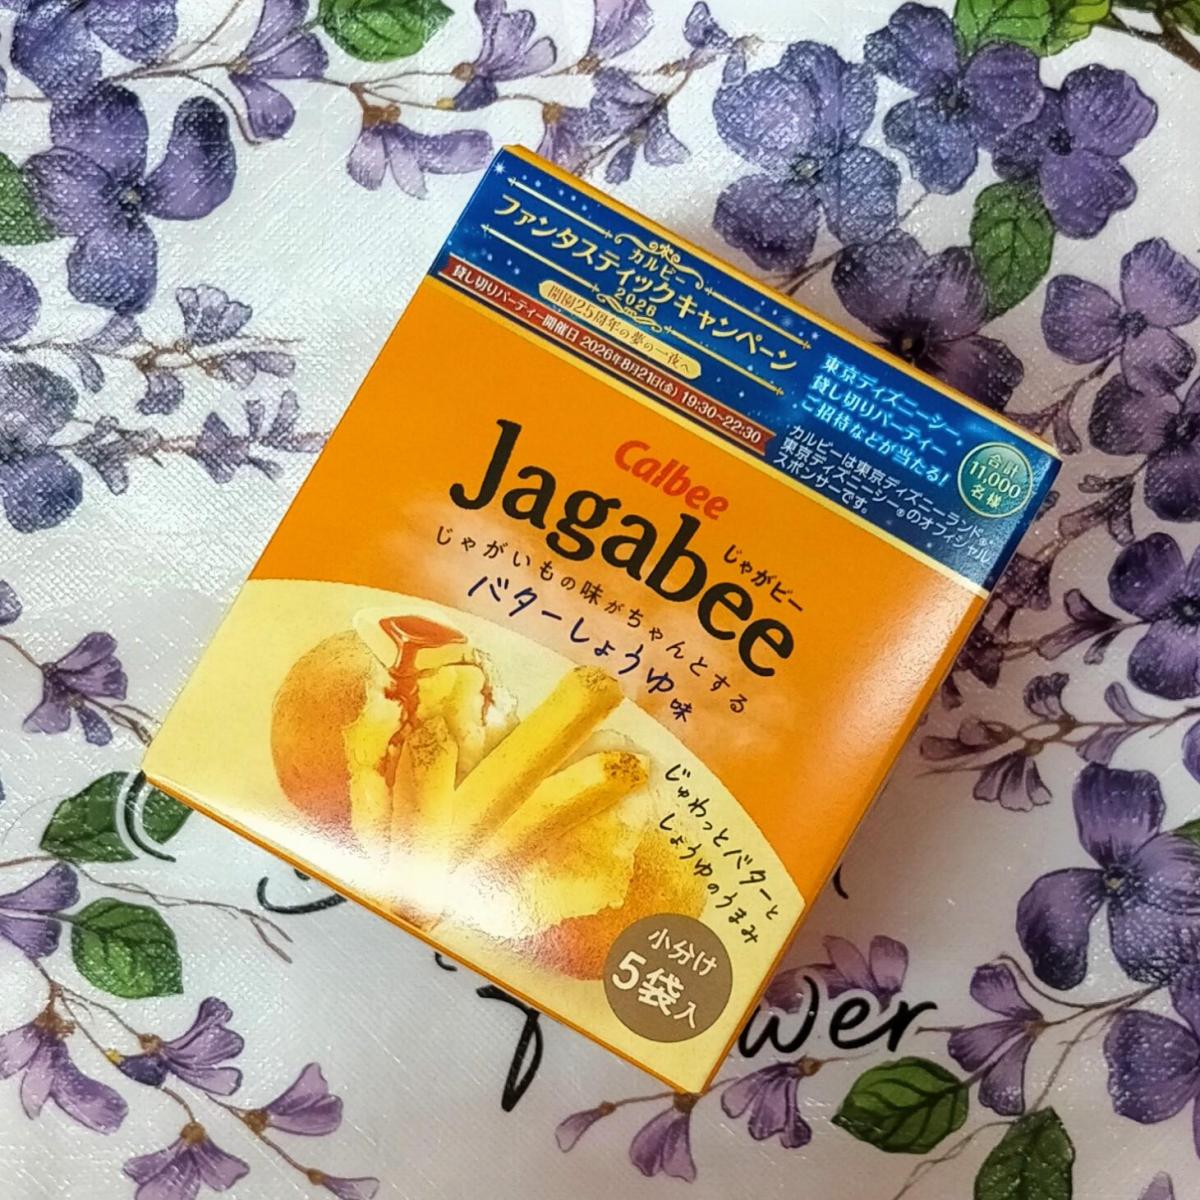 カルビー
ファンタスティックキャンペーン
2026
開園25周年の夢の一夜へ
貸し切りパーティー開催日 2026年8月21日(金) 19:30~22:30
東京ディズニーシー®
貸し切りパーティー
ご招待などが当たる!
合計
11,000
名様
カルビーは東京ディズニーランド®
東京ディズニーシー®のオフィシャル
スポンサーです。
Calbee
じゃがビー
Jagabee
じゃがいもの味がちゃんとする
バターしょうゆ味
じゅわっとバターと
しょうゆのうまみ
小分け
5袋入
wer